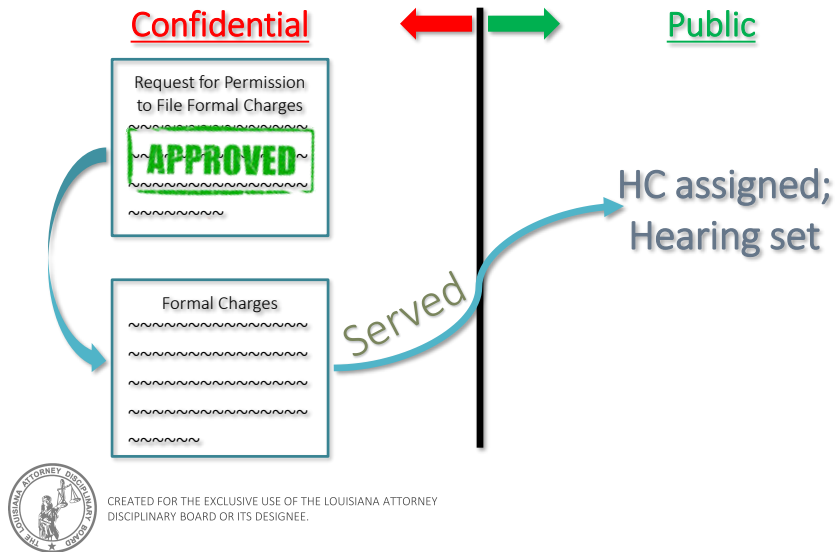 Confidential
Public
Request for Permission
to File Formal Charges
~~~~~~~~~~~~~~~
~~~~~~~~~~~~~~~
APPROVED
~~~~~~~~~~~~~~~
~~~~~~~~
HC assigned;
Hearing set
Served
Formal Charges
~~~~~~~~~~~~~~~
~~~~~~~~~~~~~~~
~~~~~~~~~~~~~~~
~~~~~~~~~~~~~~~
~~~~~~
THE LOUISIANA ATTORNEY DISCIPLINARY BOARD
CREATED FOR THE EXCLUSIVE USE OF THE LOUISIANA ATTORNEY
DISCIPLINARY BOARD OR ITS DESIGNEE.